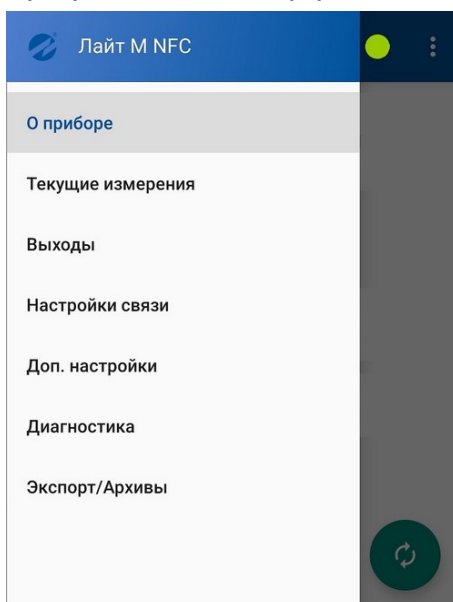 Лайт М NFC
О приборе
Текущие измерения
Выходы
Настройки связи
Доп. настройки
Диагностика
Экспорт/Архивы